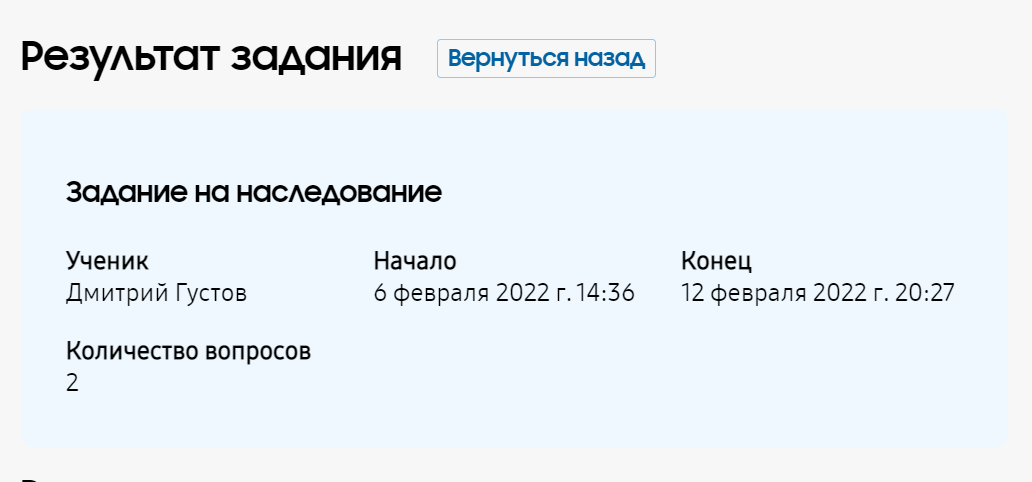 Результат задания
Вернуться назад
Задание на наследование
Ученик
Дмитрий Густов
Начало
6 февраля 2022 г. 14:36
Конец
12 февраля 2022 г. 20:27
Количество вопросов
2